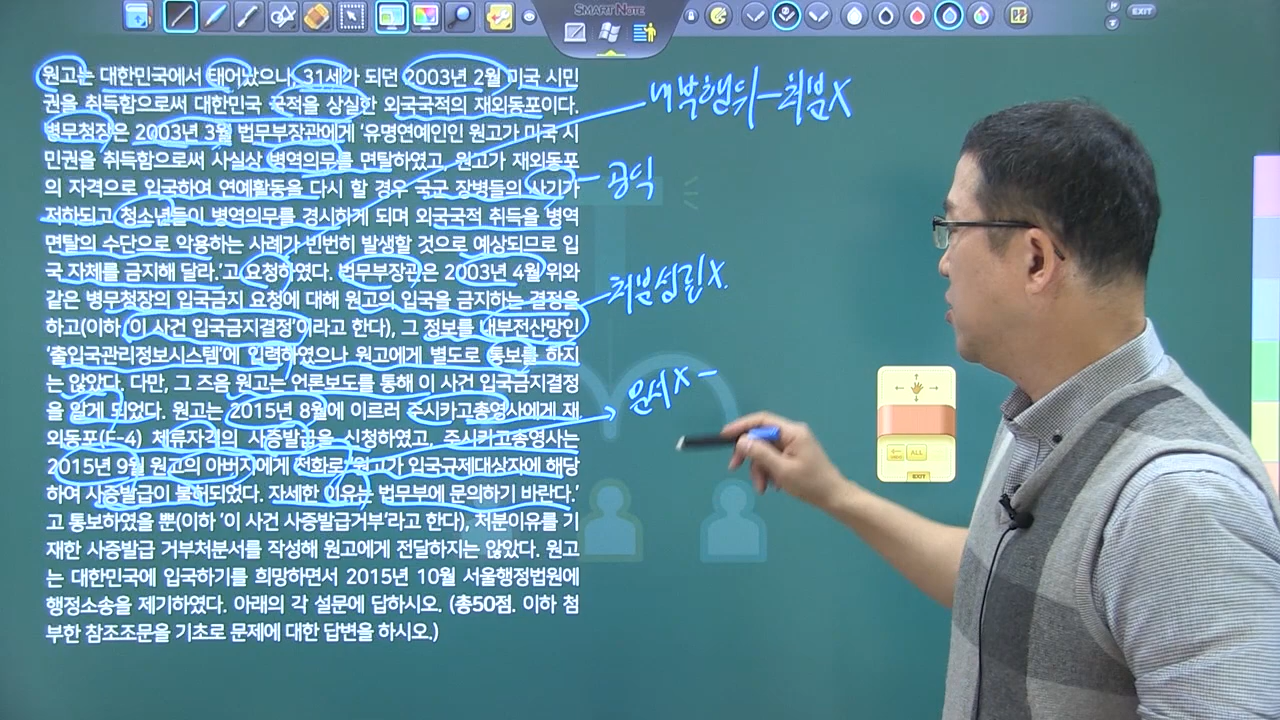 SMART NOTE
EXIT
원고는 대한민국에서 태어났으나, 31세가 되던 2003년 2월 미국 시민
권을 취득함으로써 대한민국 국적을 상실한 외국국적의 재외동포이다.
병무청장은 2003년 3월 법무부장관에게 '유명연예인인 원고가 미국 시
민권을 취득함으로써 사실상 병역의무를 면탈하였고, 원고가 재외동포
의 자격으로 입국하여 연예활동을 다시 할 경우 국군 장병들의 사기가
저하되고 청소년들이 병역의무를 경시하게 되며 외국국적 취득을 병역
면탈의 수단으로 악용하는 사례가 빈번히 발생할 것으로 예상되므로 입
국 자체를 금지해 달라.'고 요청하였다. 법무부장관은 2003년 4월 위와
같은 병무청장의 입국금지 요청에 대해 원고의 입국을 금지하는 결정을
하고(이하 '이 사건 입국금지결정'이라고 한다), 그 정보를 내부전산망인
'출입국관리정보시스템'에 입력하였으나 원고에게 별도로 통보를 하지
는 않았다. 다만, 그 즈음 원고는 언론보도를 통해 이 사건 입국금지결정
을 알게 되었다. 원고는 2015년 8월에 이르러 주시카고총영사에게 재
외동포(F-4) 체류자격의 사증발급을 신청하였고, 주시카고총영사는
2015년 9월 원고의 아버지에게 전화로 '원고가 입국규제대상자에 해당
하여 사증발급이 불허되었다. 자세한 이유는 법무부에 문의하기 바란다.'
고 통보하였을 뿐(이하 '이 사건 사증발급거부'라고 한다), 처분이유를 기
재한 사증발급 거부처분서를 작성해 원고에게 전달하지는 않았다. 원고
는 대한민국에 입국하기를 희망하면서 2015년 10월 서울행정법원에
행정소송을 제기하였다. 아래의 각 설문에 답하시오. (총50점. 이하 첨
부한 참조조문을 기초로 문제에 대한 답변을 하시오.)
내부행위-처분X
공익
처분성립X.
문서X -
ALL
EXIT